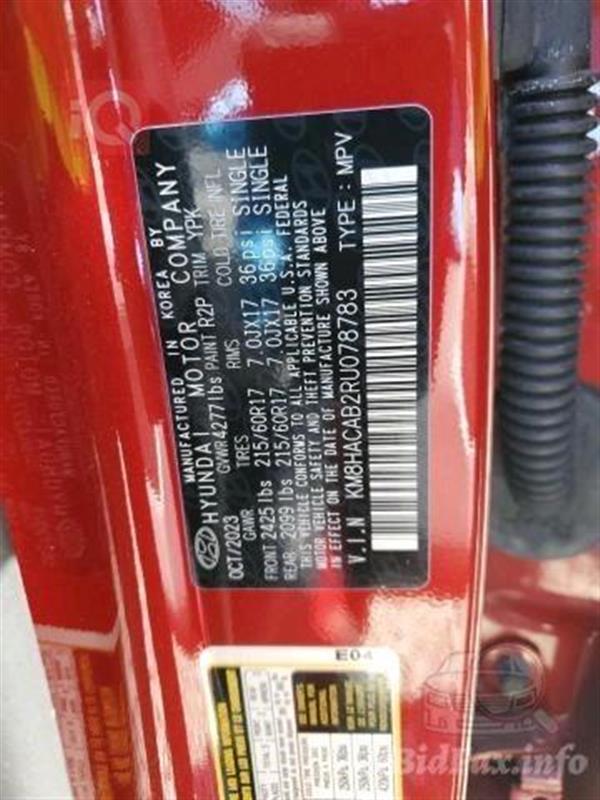 MANUFACTURED IN KOREA BY
HYUNDAI MOTOR COMPANY
OCT/2023 GVWR 4277lbs PAINT R2P TRIM YPK
GAWR TIRES RIMS COLD TIRE INFL
FRONT 2425 lbs 215/60R17 7.0JX17 36psi SINGLE
REAR 2099 lbs 215/60R17 7.0JX17 36psi SINGLE
THIS VEHICLE CONFORMS TO ALL APPLICABLE U.S.A. FEDERAL
MOTOR VEHICLE SAFETY AND THEFT PREVENTION STANDARDS
IN EFFECT ON THE DATE OF MANUFACTURE SHOWN ABOVE
V.I.N KM8HACAB2RU078783 TYPE : MPV
E04
iQ
BidFax.info